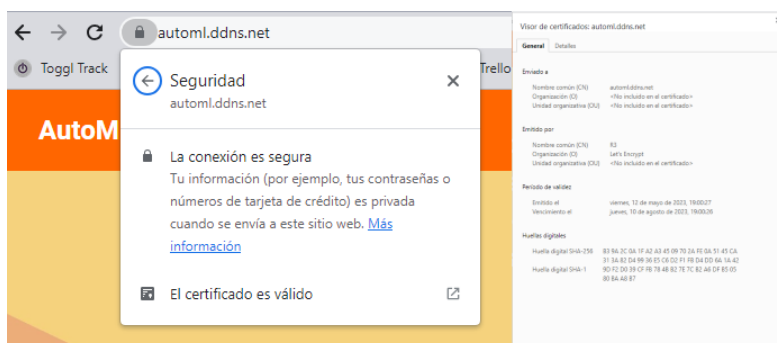 automl.ddns.net
Toggl Track
Trello
AutoM
Seguridad
automl.ddns.net
La conexión es segura
Tu información (por ejemplo, tus contraseñas o
números de tarjeta de crédito) es privada
cuando se envía a este sitio web. Más
información
El certificado es válido
Visor de certificados: automl.ddns.net
General Detalles
Enviado a
Nombre común (CN) automl.ddns.net
Organización (O) <No incluido en el certificado>
Unidad organizativa (OU) <No incluido en el certificado>
Emitido por
Nombre común (CN) R3
Organización (O) Let's Encrypt
Unidad organizativa (OU) <No incluido en el certificado>
Período de validez
Emitido el viernes, 12 de mayo de 2023, 19:00:27
Vencimiento el jueves, 10 de agosto de 2023, 19:00:26
Huellas digitales
Huella digital SHA-256
Huella digital SHA-1